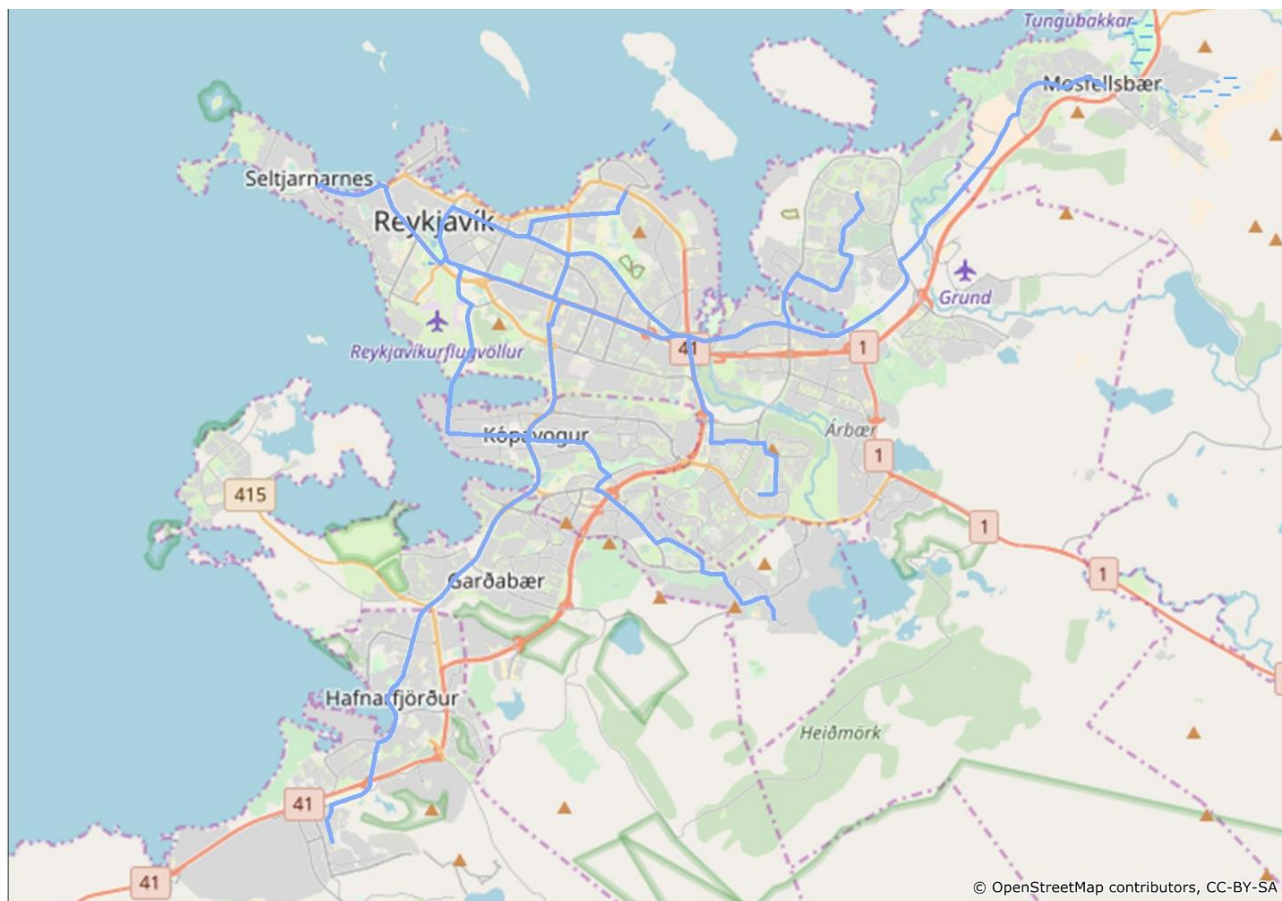 Tungubakkar
Mosfellsbær
Seltjarnarnes
Reykjavík
Grund
Reykjavíkurflugvöllur
41
1
Kópavogur
Árbær
1
415
1
1
Garðabær
Hafnarfjörður
Heiðmörk
41
41
© OpenStreetMap contributors, CC-BY-SA